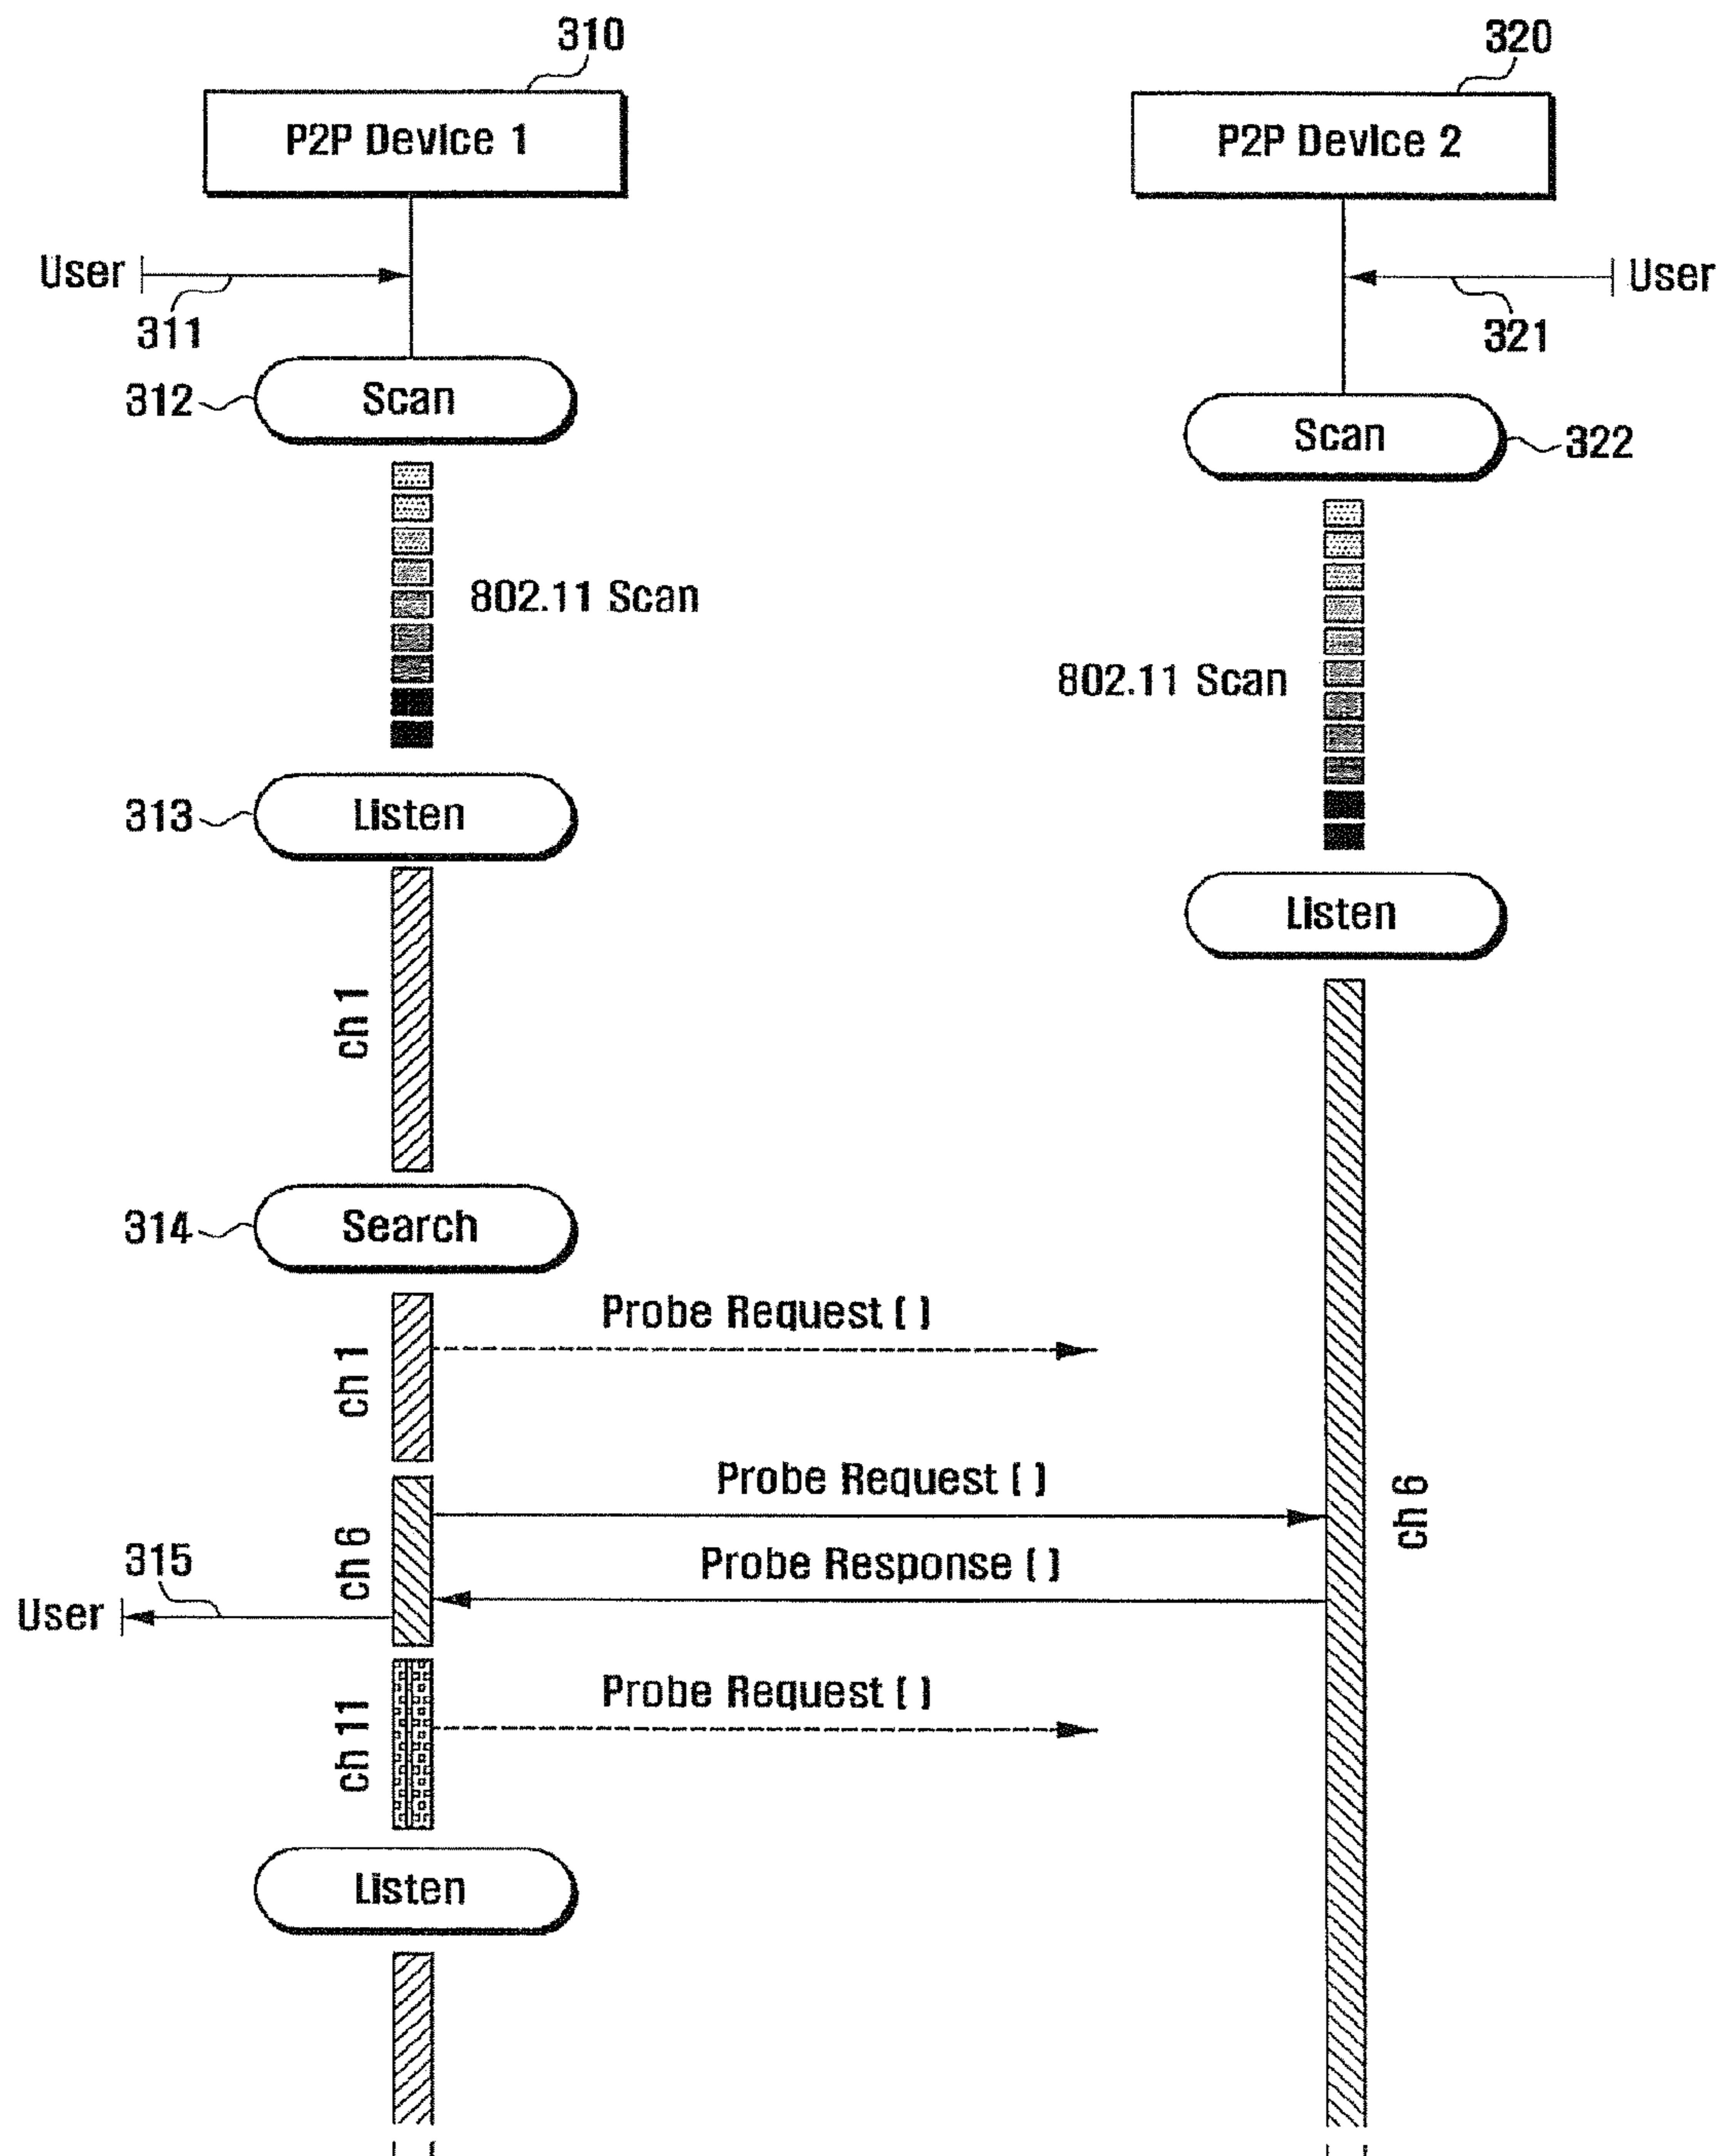 310
320
P2P Device 1
P2P Device 2
User
User
311
321
312
Scan
Scan
322
802.11 Scan
802.11 Scan
313
Listen
Listen
ch 1
314
Search
Probe Request ( )
ch 1
Probe Request ( )
ch 6
ch 6
315
Probe Response ( )
User
Probe Request ( )
ch 11
Listen